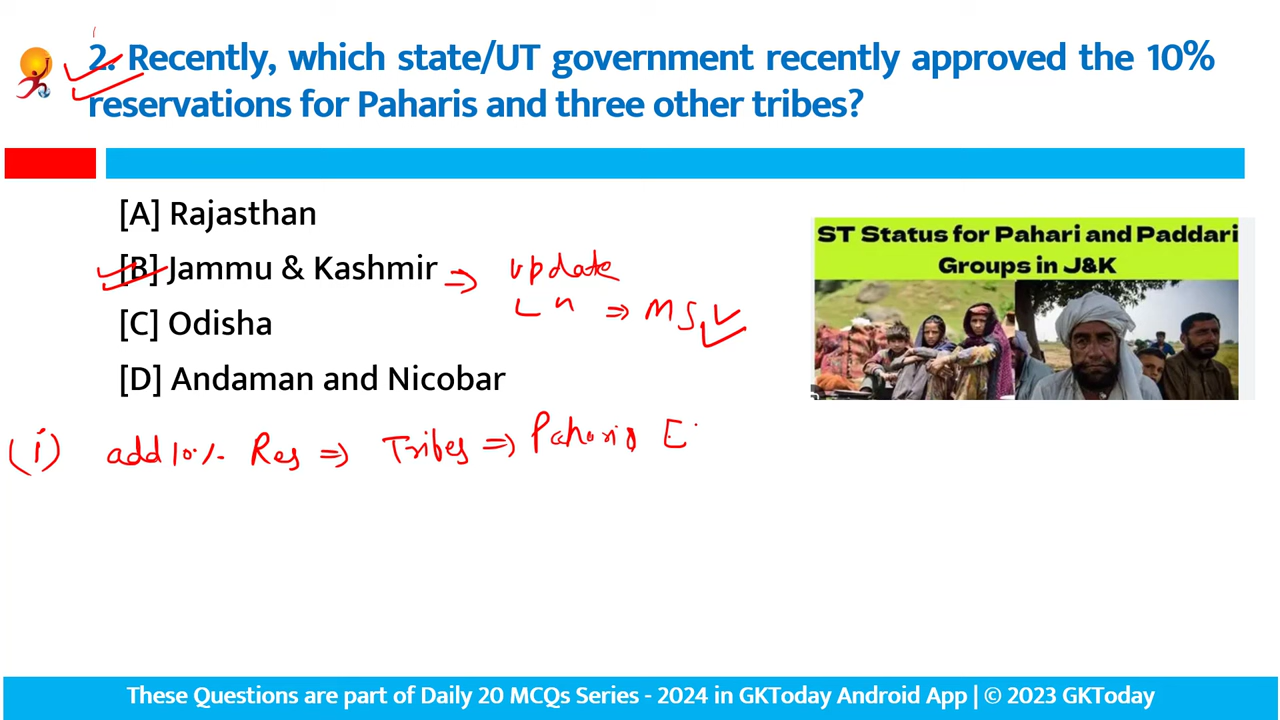 2. Recently, which state/UT government recently approved the 10%
reservations for Paharis and three other tribes?
[A] Rajasthan
[B] Jammu & Kashmir ⇒ update
⇒ MS
ST Status for Pahari and Paddari
Groups in J&K
[C] Odisha
[D] Andaman and Nicobar
(i) add 10% Res ⇒ Tribes ⇒ Paharis E
These Questions are part of Daily 20 MCQs Series - 2024 in GKToday Android App | © 2023 GKToday